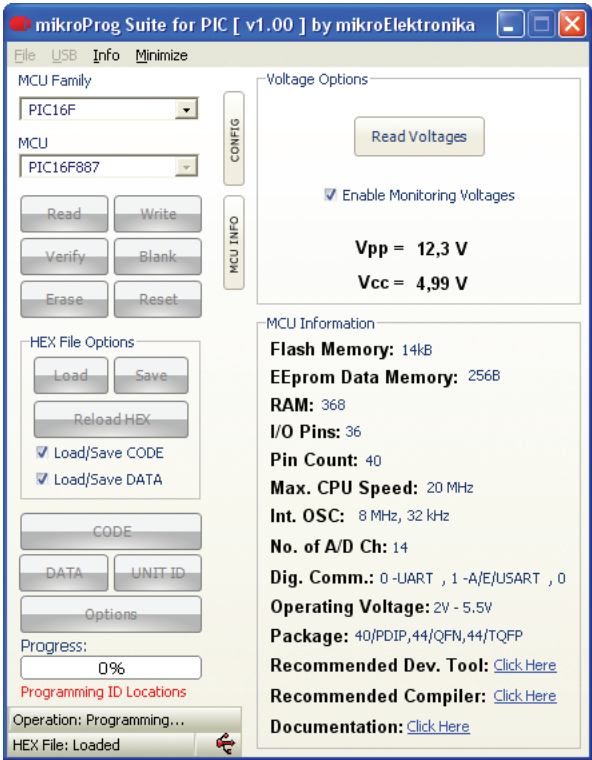 mikroProg Suite for PIC [ v1.00 ] by mikroElektronika
File USB Info Minimize
MCU Family
PIC16F
MCU
PIC16F887
Read Write
Verify Blank
Erase Reset
HEX File Options
Load Save
Reload HEX
Load/Save CODE
Load/Save DATA
CODE
DATA UNIT ID
Options
Progress:
0%
Programming ID Locations
Operation: Programming...
HEX File: Loaded
CONFIG
MCU INFO
Voltage Options
Read Voltages
Enable Monitoring Voltages
Vpp = 12,3 V
Vcc = 4,99 V
MCU Information
Flash Memory: 14kB
EEprom Data Memory: 256B
RAM: 368
I/O Pins: 36
Pin Count: 40
Max. CPU Speed: 20 MHz
Int. OSC: 8 MHz, 32 kHz
No. of A/D Ch: 14
Dig. Comm.: 0 -UART , 1 -A/E/USART , 0
Operating Voltage: 2V - 5.5V
Package: 40/PDIP,44/QFN,44/TQFP
Recommended Dev. Tool: Click Here
Recommended Compiler: Click Here
Documentation: Click Here